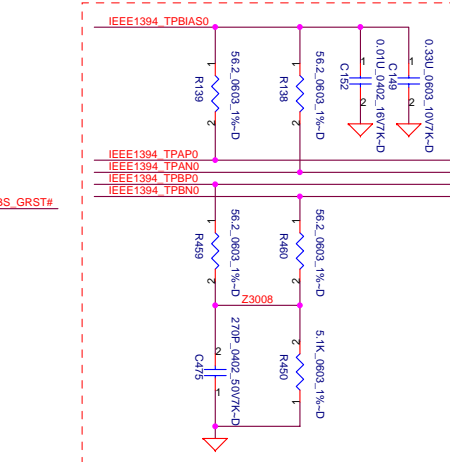 IEEE1394_TPBIAS0
1
R139
2
56.2_0603_1%~D
1
R138
2
56.2_0603_1%~D
1
C152
2
0.01U_0402_16V7K~D
1
C149
2
0.33U_0603_10V7K~D
IEEE1394_TPAP0
IEEE1394_TPAN0
IEEE1394_TPBP0
IEEE1394_TPBN0
BS_GRST#
1
R459
2
56.2_0603_1%~D
1
R460
2
56.2_0603_1%~D
Z3008
2
C475
1
270P_0402_50V7K~D
2
R450
1
5.1K_0603_1%~D